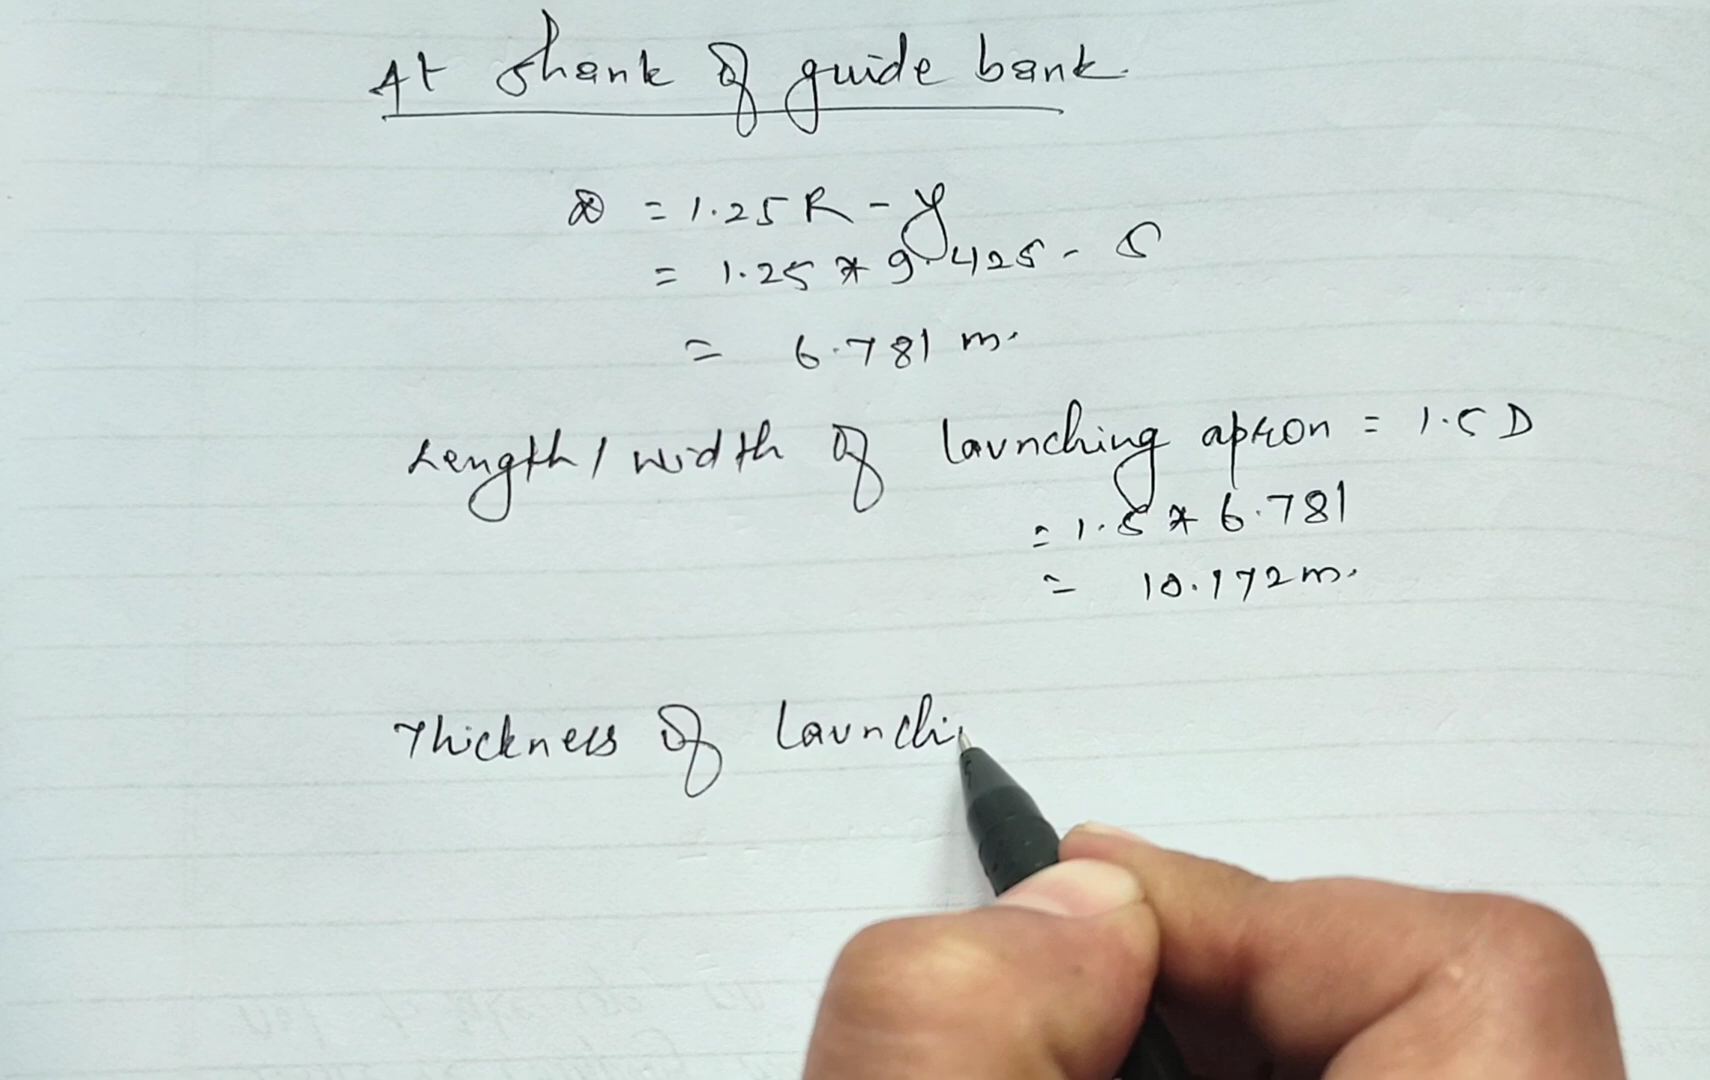 At shank of guide bank.
D = 1.25R - y
= 1.25 * 9.425 - 5
= 6.781 m.
Length / width of launching apron = 1.5 D
= 1.5 * 6.781
= 10.172 m.
Thickness of Launchi